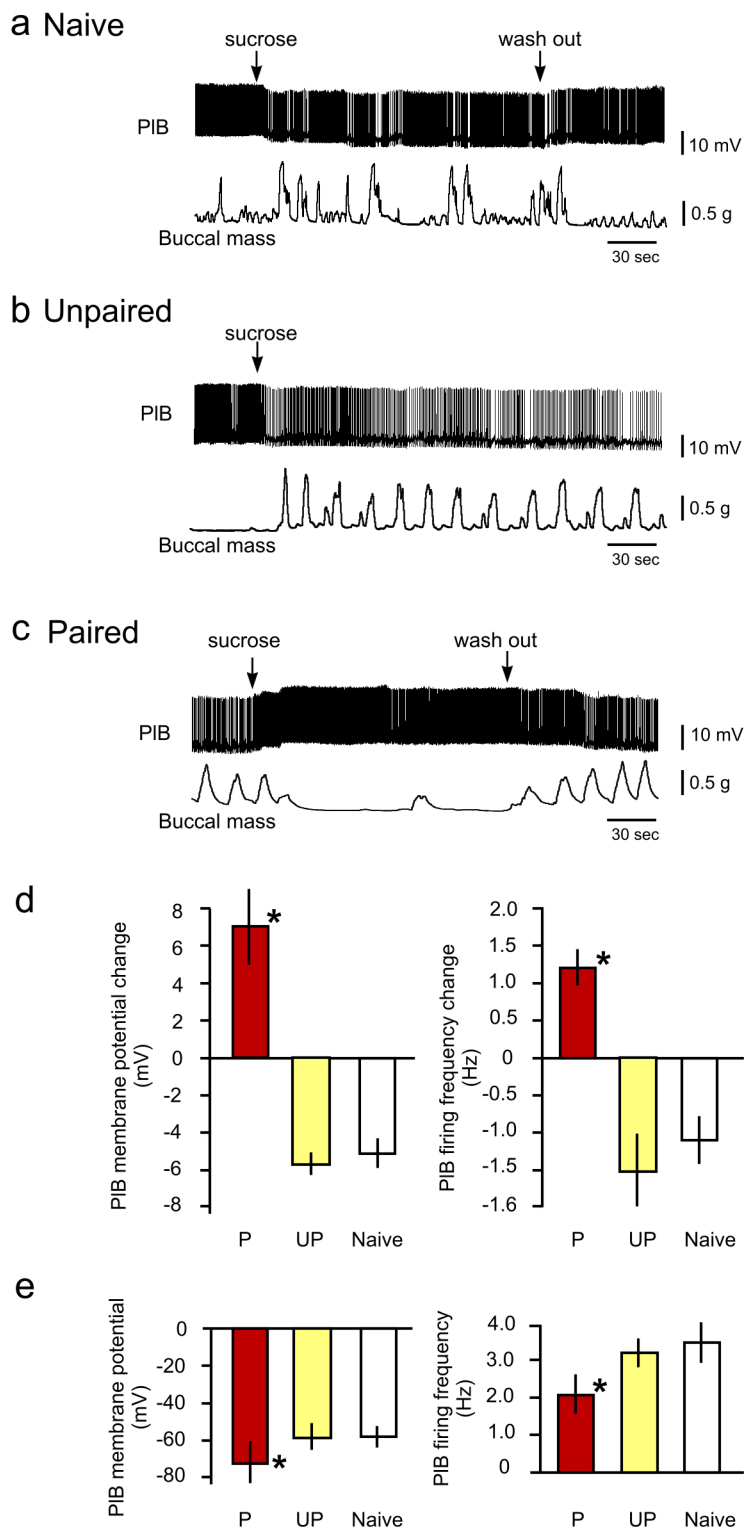 a Naive
sucrose
wash out
PIB
10 mV
0.5 g
Buccal mass
30 sec
b Unpaired
sucrose
PIB
10 mV
0.5 g
Buccal mass
30 sec
c Paired
sucrose
wash out
PIB
10 mV
0.5 g
Buccal mass
30 sec
d
PIB membrane potential change
(mV)
8
6
4
2
0
-2
-4
-6
-8
*
P UP Naive
PIB firing frequency change
(Hz)
2.0
1.5
1.0
0.5
0
-0.5
-1.0
-1.5
-1.6
*
P UP Naive
e
PIB membrane potential
(mV)
0
-20
-40
-60
-80
*
P UP Naive
PIB firing frequency
(Hz)
4.0
3.0
2.0
1.0
0
*
P UP Naive